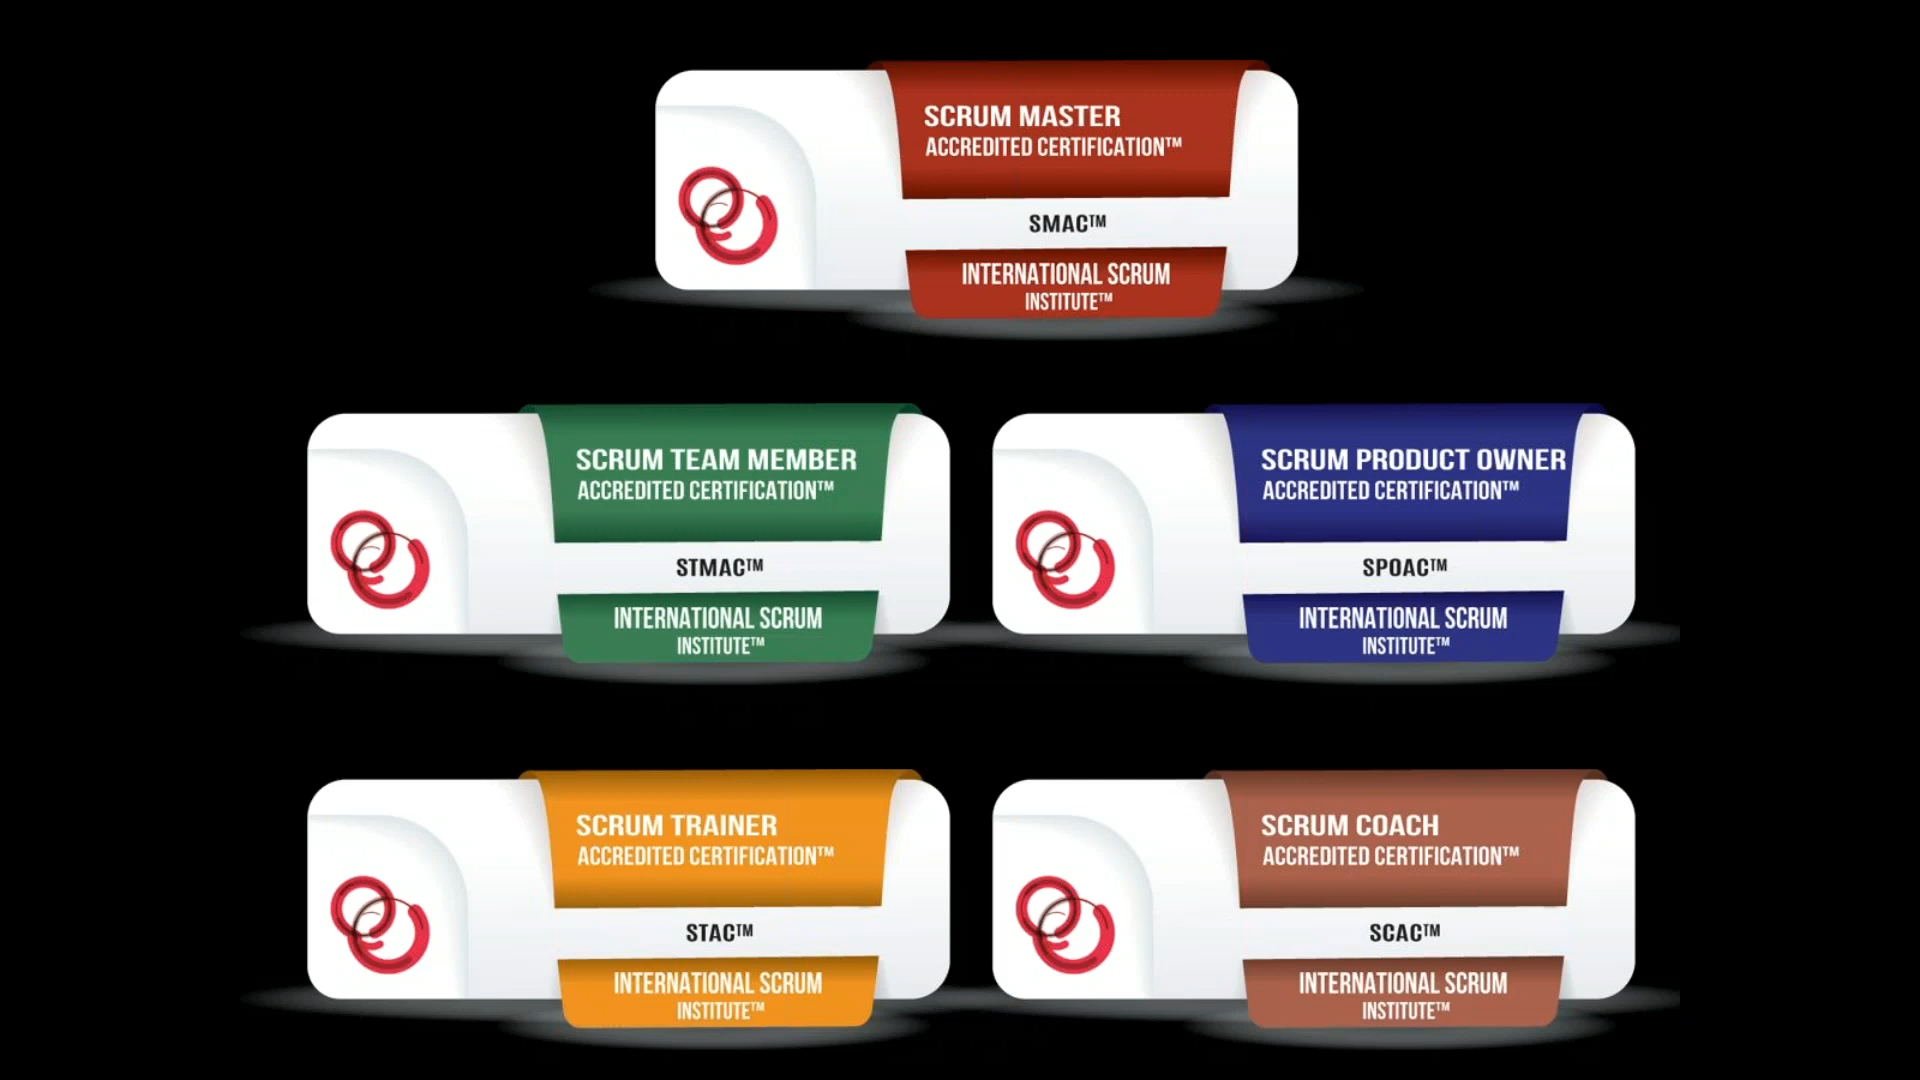 SCRUM MASTER
ACCREDITED CERTIFICATION™
SMAC™
INTERNATIONAL SCRUM
INSTITUTE™
SCRUM TEAM MEMBER
ACCREDITED CERTIFICATION™
STMAC™
INTERNATIONAL SCRUM
INSTITUTE™
SCRUM PRODUCT OWNER
ACCREDITED CERTIFICATION™
SPOAC™
INTERNATIONAL SCRUM
INSTITUTE™
SCRUM TRAINER
ACCREDITED CERTIFICATION™
STAC™
INTERNATIONAL SCRUM
INSTITUTE™
SCRUM COACH
ACCREDITED CERTIFICATION™
SCAC™
INTERNATIONAL SCRUM
INSTITUTE™